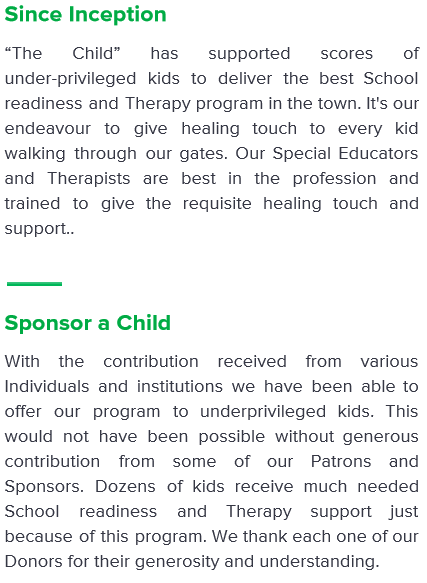 Since Inception
“The Child” has supported scores of
under-privileged kids to deliver the best School
readiness and Therapy program in the town. It's our
endeavour to give healing touch to every kid
walking through our gates. Our Special Educators
and Therapists are best in the profession and
trained to give the requisite healing touch and
support..
Sponsor a Child
With the contribution received from various
Individuals and institutions we have been able to
offer our program to underprivileged kids. This
would not have been possible without generous
contribution from some of our Patrons and
Sponsors. Dozens of kids receive much needed
School readiness and Therapy support just
because of this program. We thank each one of our
Donors for their generosity and understanding.